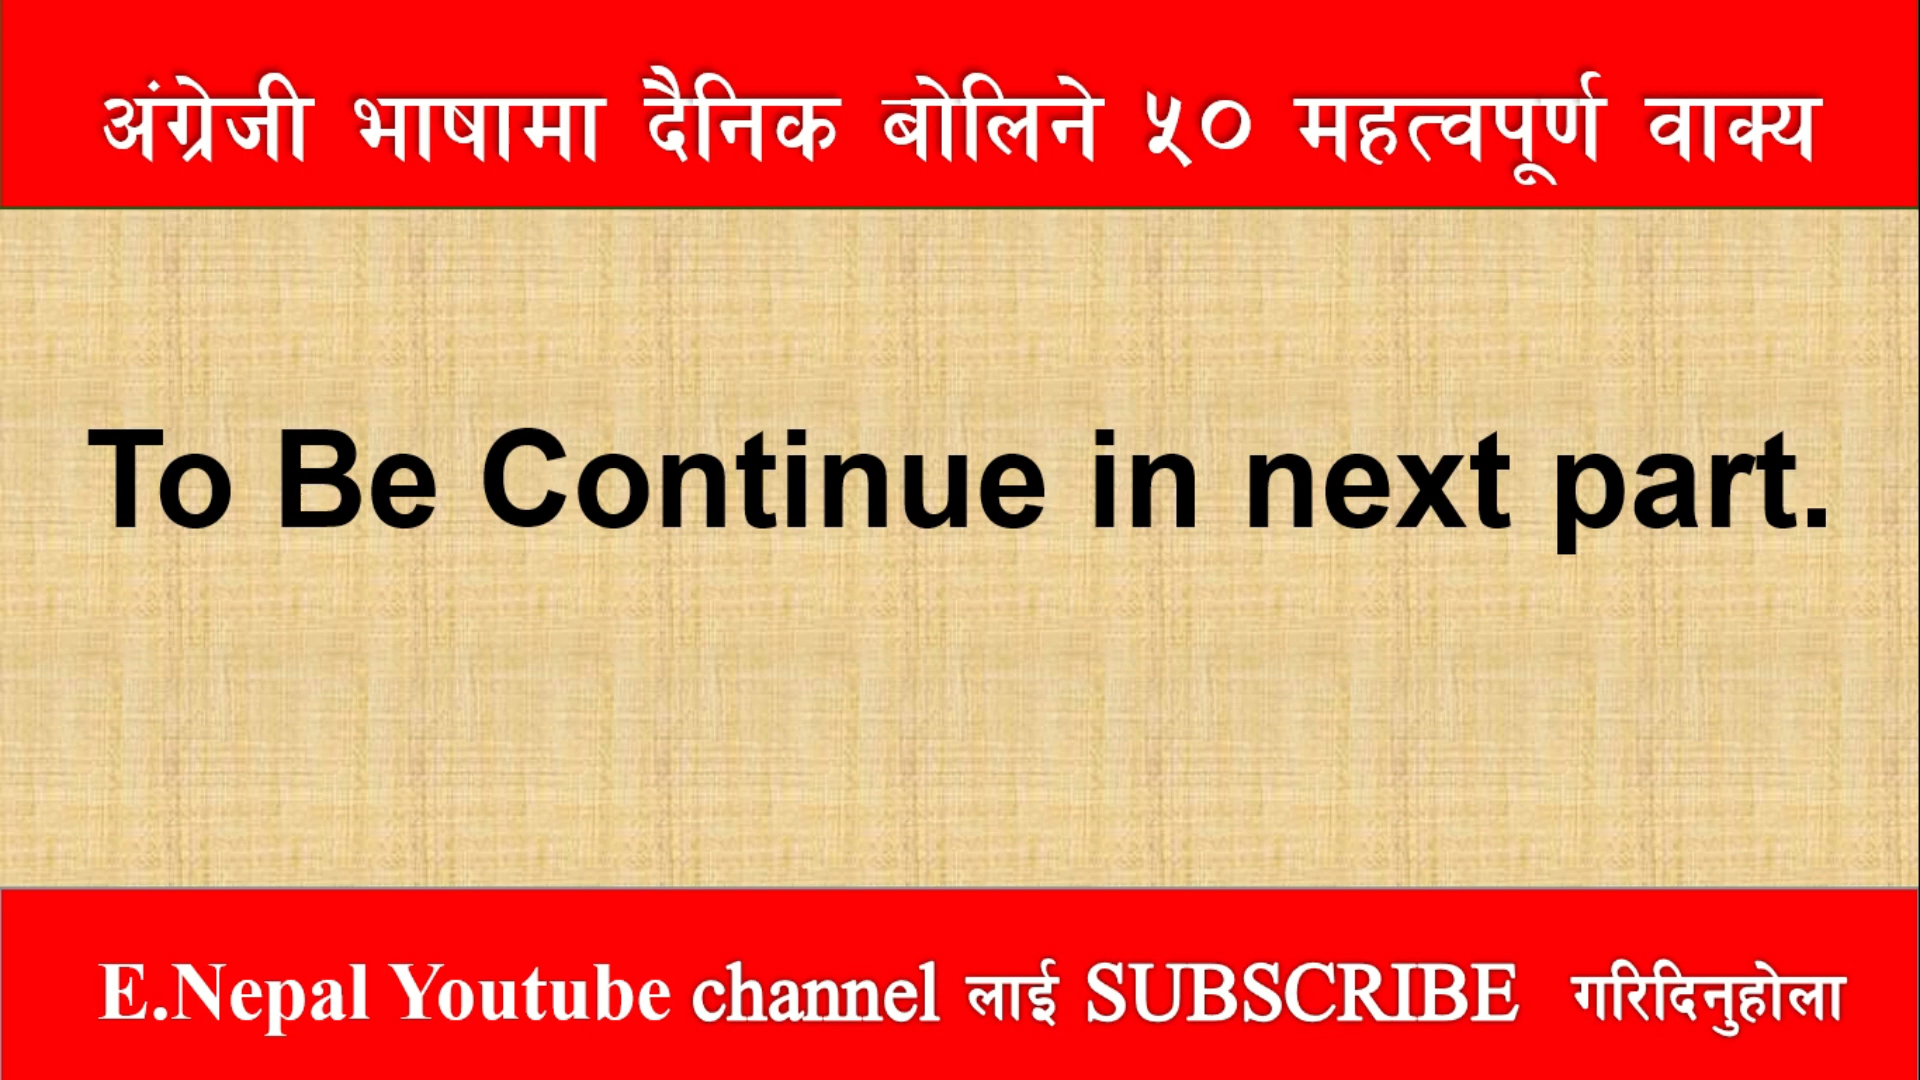 अंग्रेजी भाषामा दैनिक बोलिने ५० महत्वपूर्ण वाक्य
To Be Continue in next part.
E.Nepal Youtube channel लाई SUBSCRIBE गरिदिनुहोला